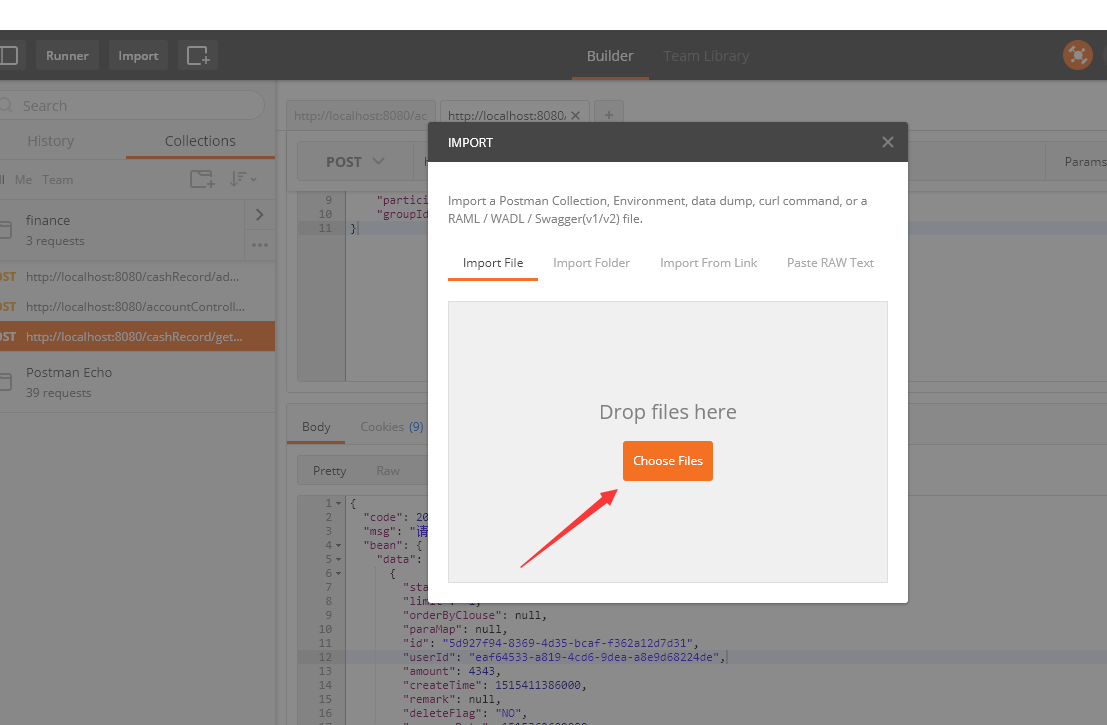 Runner
Import
Builder
Team Library
Search
http://localhost:8080/ac
http://localhost:8080/
History
Collections
IMPORT
POST
Params
Me
Team
Import a Postman Collection, Environment, data dump, curl command, or a
RAML / WADL / Swagger(v1/v2) file.
9 "partici
10 "groupId
11 }
finance
3 requests
Import File
Import Folder
Import From Link
Paste RAW Text
http://localhost:8080/cashRecord/ad...
http://localhost:8080/accountControll...
http://localhost:8080/cashRecord/get...
Postman Echo
39 requests
Drop files here
Choose Files
Body
Cookies (9)
Pretty
Raw
1 {
2 "code": 20
3 "msg": "请
4 "bean": {
5 "data":
6 {
7 "sta
8
9 "orderByClouse": null,
10 "paraMap": null,
11 "id": "5d927f94-8369-4d35-bcaf-f362a12d7d31",
12 "userId": "eaf64533-a819-4cd6-9dea-a8e9d68224de",
13 "amount": 4343,
14 "createTime": 1515411386000,
15 "remark": null,
16 "deleteFlag": "NO",